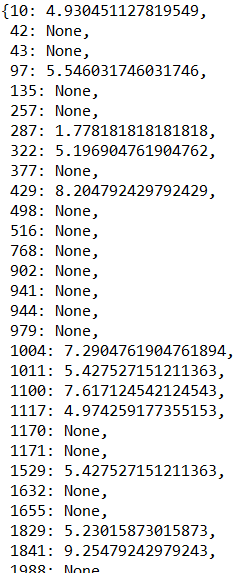 {10: 4.930451127819549,
42: None,
43: None,
97: 5.546031746031746,
135: None,
257: None,
287: 1.778181818181818,
322: 5.196904761904762,
377: None,
429: 8.204792429792429,
498: None,
516: None,
768: None,
902: None,
941: None,
944: None,
979: None,
1004: 7.2904761904761894,
1011: 5.427527151211363,
1100: 7.617124542124543,
1117: 4.974259177355153,
1170: None,
1171: None,
1529: 5.427527151211363,
1632: None,
1655: None,
1829: 5.23015873015873,
1841: 9.25479242979243,
1988: None